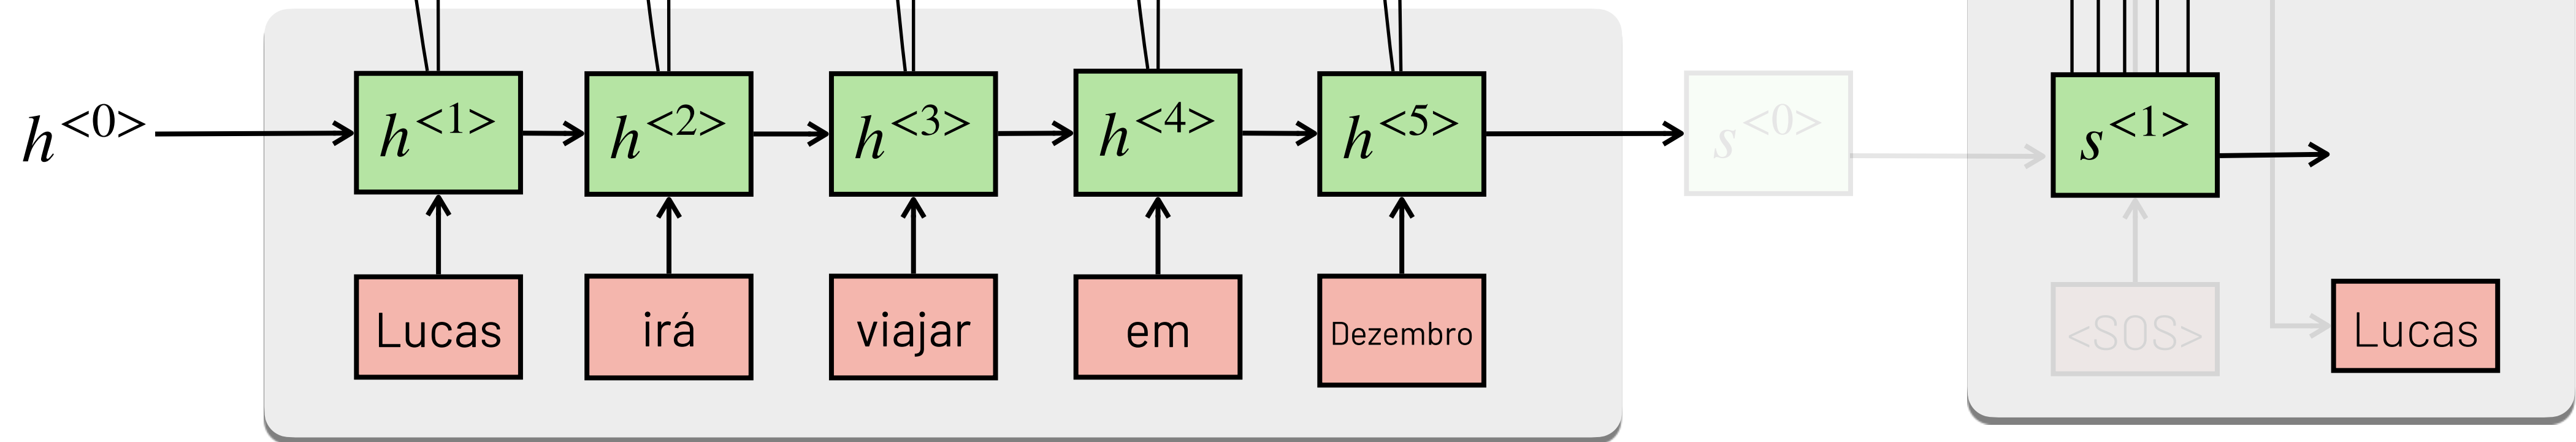 h<0> h<1> h<2> h<3> h<4> h<5> s<0> s<1>
Lucas irá viajar em Dezembro <SOS> Lucas